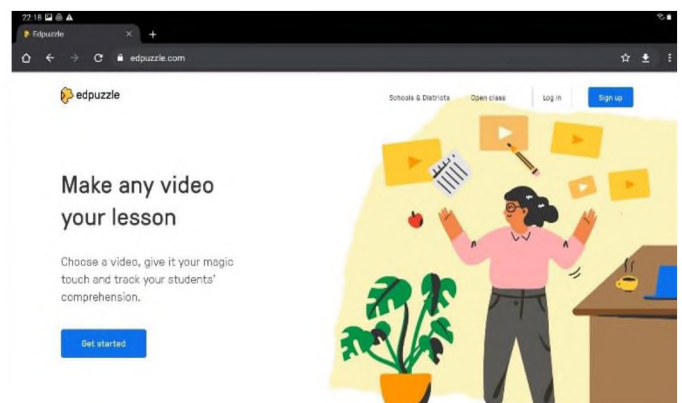 22:18
Edpuzzle
edpuzzle.com
edpuzzle
Schools & Districts Open class Log in Sign up
Make any video
your lesson
Choose a video, give it your magic
touch and track your students'
comprehension.
Get started